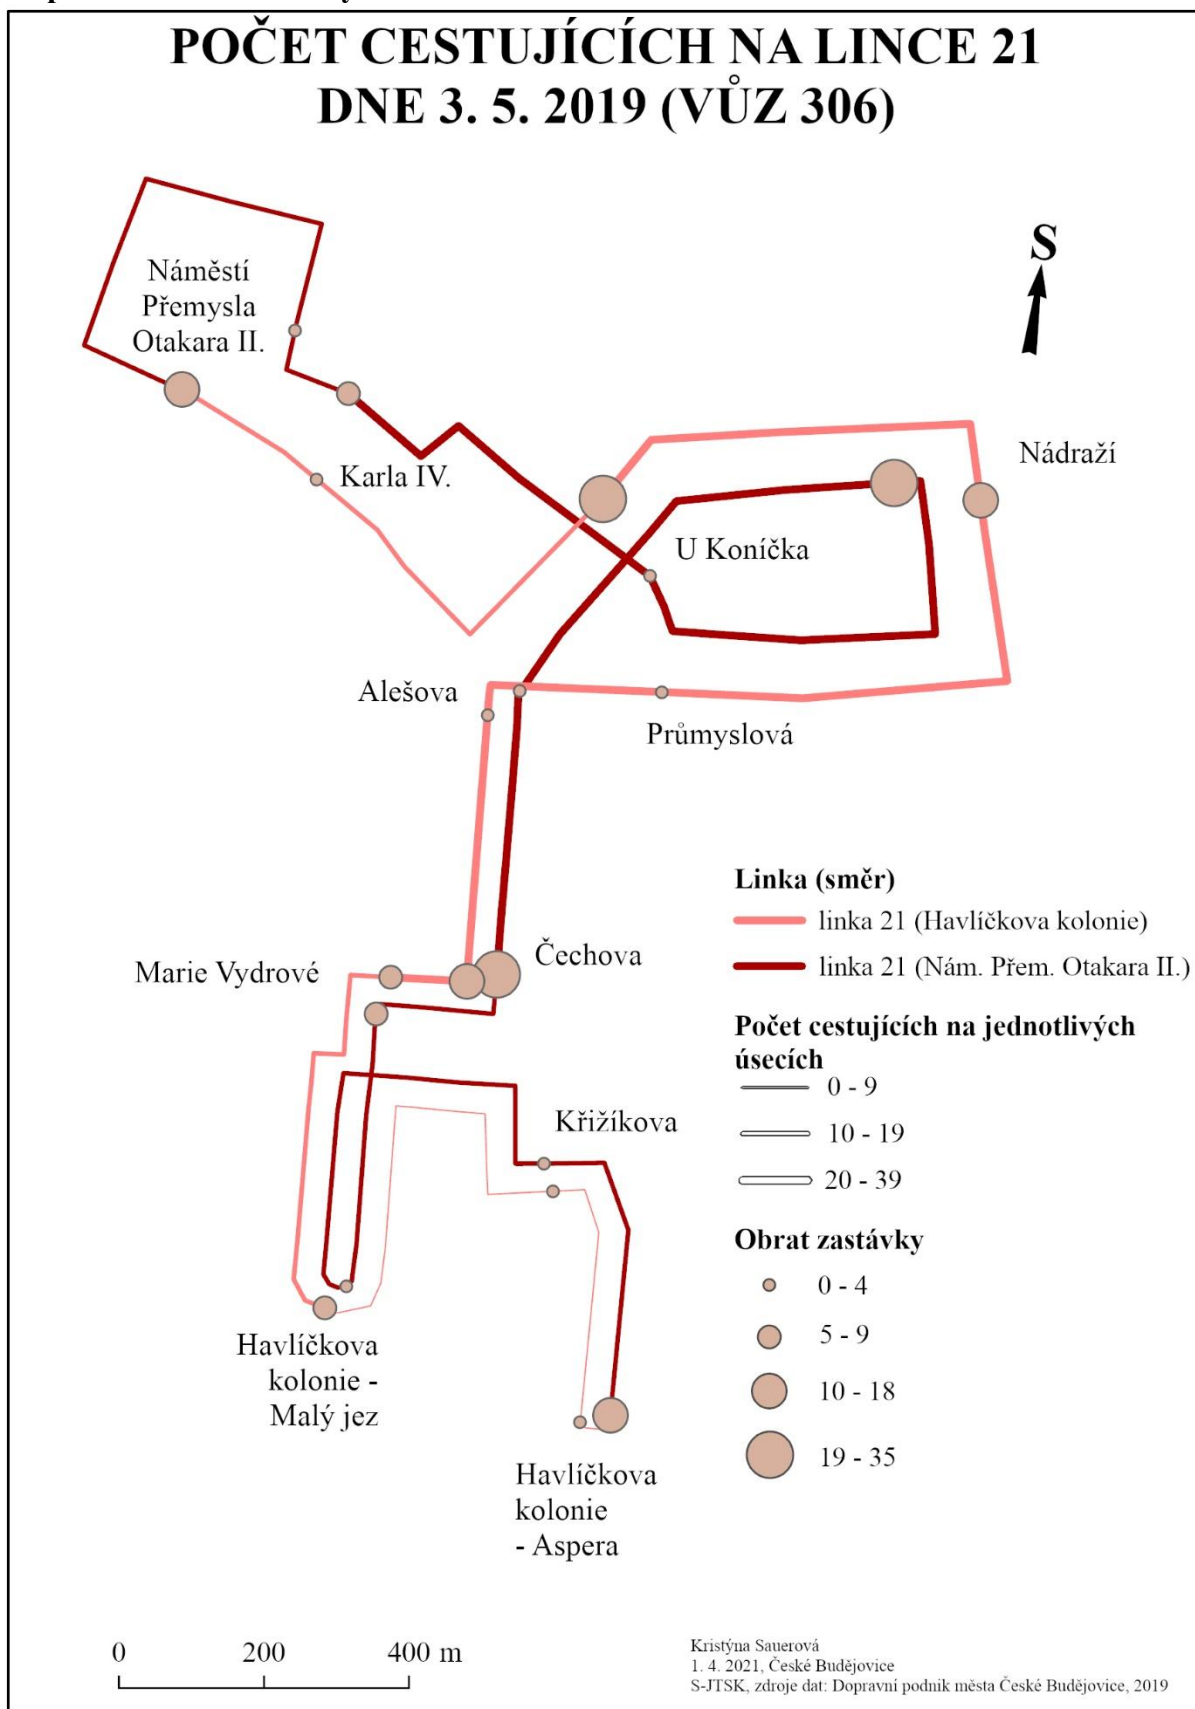 POČET CESTUJÍCÍCH NA LINCE 21
DNE 3. 5. 2019 (VŮZ 306)
S
Náměstí
Přemysla
Otakara II.
Nádraží
Karla IV.
U Koníčka
Alešova
Průmyslová
Linka (směr)
linka 21 (Havlíčkova kolonie)
linka 21 (Nám. Přem. Otakara II.)
Čechova
Marie Vydrové
Počet cestujících na jednotlivých
úsecích
0 - 9
10 - 19
20 - 39
Křižíkova
Obrat zastávky
0 - 4
5 - 9
10 - 18
19 - 35
Havlíčkova
kolonie -
Malý jez
Havlíčkova
kolonie
- Aspera
0 200 400 m
Kristýna Sauerová
1. 4. 2021, České Budějovice
S-JTSK, zdroje dat: Dopravní podnik města České Budějovice, 2019